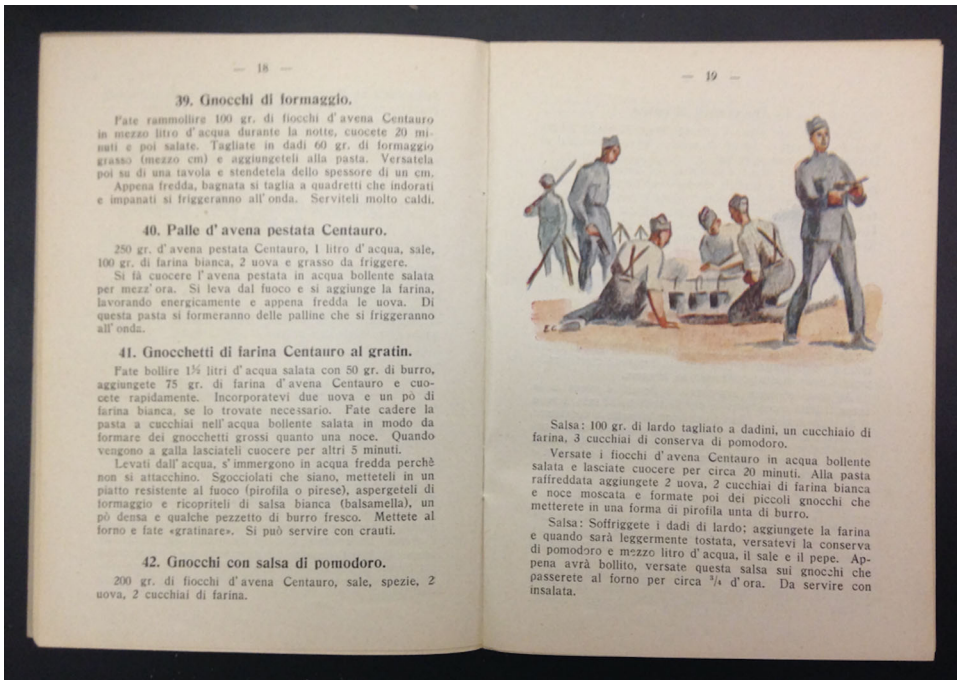 — 18 —
39. Gnocchi di formaggio.
Fate rammollire 100 gr. di fiocchi d'avena Centauro
in mezzo litro d'acqua durante la notte, cuocete 20 mi-
nuti e poi salate. Tagliate in dadi 60 gr. di formaggio
grasso (mezzo cm) e aggiungeteli alla pasta. Versatela
poi su di una tavola e stendetela dello spessore di un cm.
Appena fredda, bagnata si taglia a quadretti che indorati
e impanati si friggeranno all'onda. Serviteli molto caldi.
40. Palle d'avena pestata Centauro.
250 gr. d'avena pestata Centauro, 1 litro d'acqua, sale,
100 gr. di farina bianca, 2 uova e grasso da friggere.
Si fà cuocere l'avena pestata in acqua bollente salata
per mezz'ora. Si leva dal fuoco e si aggiunge la farina,
lavorando energicamente e appena fredda le uova. Di
questa pasta si formeranno delle palline che si friggeranno
all'onda.
41. Gnocchetti di farina Centauro al gratin.
Fate bollire 1½ litri d'acqua salata con 50 gr. di burro,
aggiungete 75 gr. di farina d'avena Centauro e cuo-
cete rapidamente. Incorporatevi due uova e un pò di
farina bianca, se lo trovate necessario. Fate cadere la
pasta a cucchiai nell'acqua bollente salata in modo da
formare dei gnocchetti grossi quanto una noce. Quando
vengono a galla lasciateli cuocere per altri 5 minuti.
Levati dall'acqua, s'immergono in acqua fredda perchè
non si attacchino. Sgocciolati che siano, metteteli in un
piatto resistente al fuoco (pirofila o pirese), aspergeteli di
formaggio e ricopriteli di salsa bianca (balsamella), un
pò densa e qualche pezzetto di burro fresco. Mettete al
forno e fate «gratinare». Si può servire con crauti.
42. Gnocchi con salsa di pomodoro.
200 gr. di fiocchi d'avena Centauro, sale, spezie, 2
uova, 2 cucchiai di farina.
— 19 —
E.C.
Salsa: 100 gr. di lardo tagliato a dadini, un cucchiaio di
farina, 3 cucchiai di conserva di pomodoro.
Versate i fiocchi d'avena Centauro in acqua bollente
salata e lasciate cuocere per circa 20 minuti. Alla pasta
raffreddata aggiungete 2 uova, 2 cucchiai di farina bianca
e noce moscata e formate poi dei piccoli gnocchi che
metterete in una forma di pirofila unta di burro.
Salsa: Soffriggete i dadi di lardo; aggiungete la farina
e quando sarà leggermente tostata, versatevi la conserva
di pomodoro e mezzo litro d'acqua, il sale e il pepe. Ap-
pena avrà bollito, versate questa salsa sui gnocchi che
passerete al forno per circa ³/₄ d'ora. Da servire con
insalata.